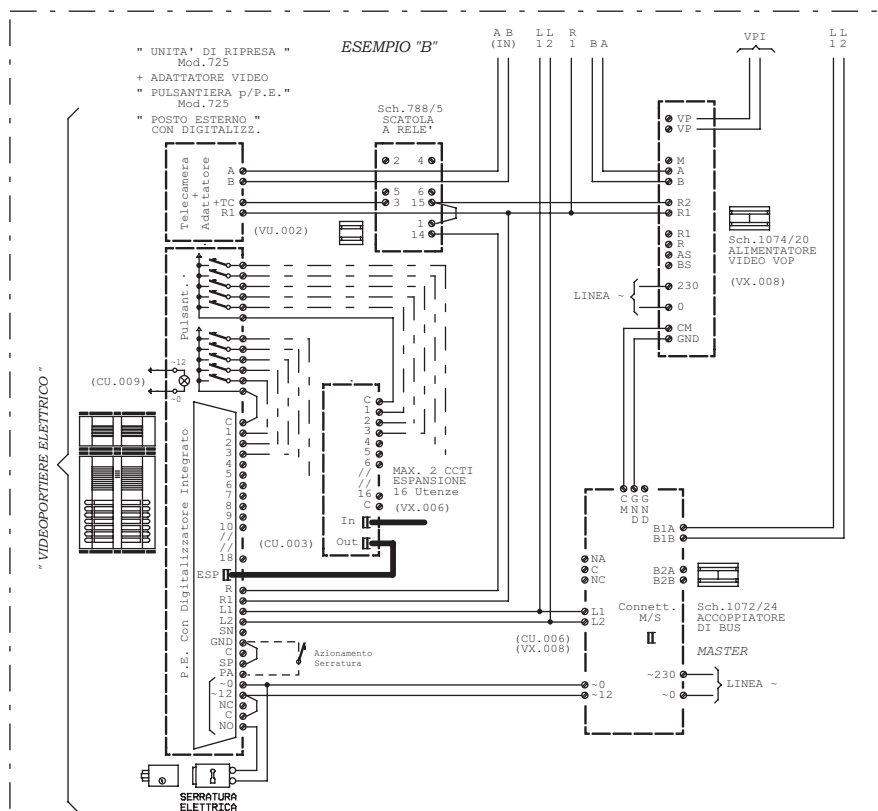 ESEMPIO "B"
" UNITA' DI RIPRESA "
Mod.725
+ ADATTATORE VIDEO
" PULSANTIERA p/P.E."
Mod.725
" POSTO ESTERNO "
CON DIGITALIZZ.
A B
(IN)
L L
1 2
R
1
B A
VPI
L L
1 2
Sch.788/5
SCATOLA
A RELE'
2 4
5 6
3 15
1
14
Telecamera
+
Adattatore
A
B
+TC
R1
(VU.002)
VP
VP
M
A
B
R2
R1
R1
R
AS
BS
230
0
CM
GND
LINEA ~
Sch.1074/20
ALIMENTATORE
VIDEO VOP
(VX.008)
Pulsant..
~12
~0
(CU.009)
" VIDEOPORTIERE ELETTRICO "
P.E. Con Digitalizzatore Integrato
C
1
2
3
4
5
6
7
8
9
10
//
//
18
ESP
R
R1
L1
L2
SN
GND
C
SP
PA
~0
~12
NC
C
NO
C
1
2
3
4
5
6
//
//
16
C
In
Out
MAX. 2 CCTI
ESPANSIONE
16 Utenze
(VX.006)
(CU.003)
Azionamento
Serratura
C G G
M N N
D D
B1A
B1B
NA
C
NC
B2A
B2B
L1
L2
Connett.
M/S
(CU.006)
(VX.008)
Sch.1072/24
ACCOPPIATORE
DI BUS
MASTER
~0
~12
~230
~0
LINEA ~
SERRATURA
ELETTRICA